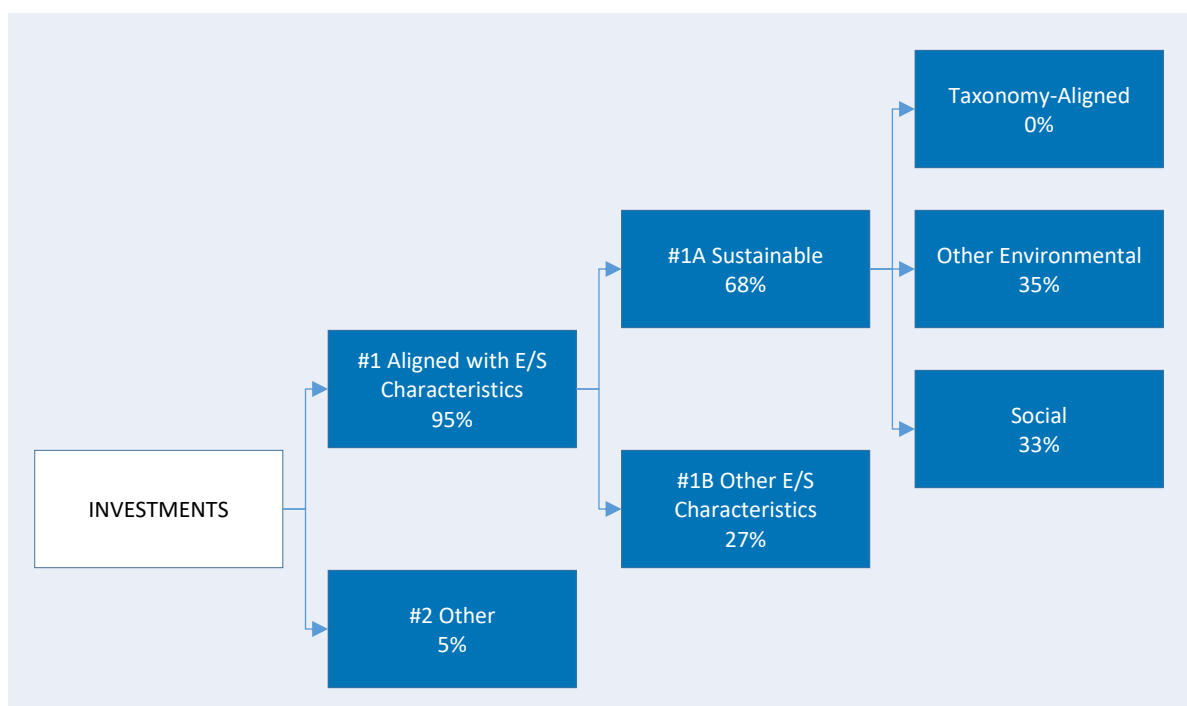 INVESTMENTS
#1 Aligned with E/S
Characteristics
95%
#2 Other
5%
#1A Sustainable
68%
#1B Other E/S
Characteristics
27%
Taxonomy-Aligned
0%
Other Environmental
35%
Social
33%